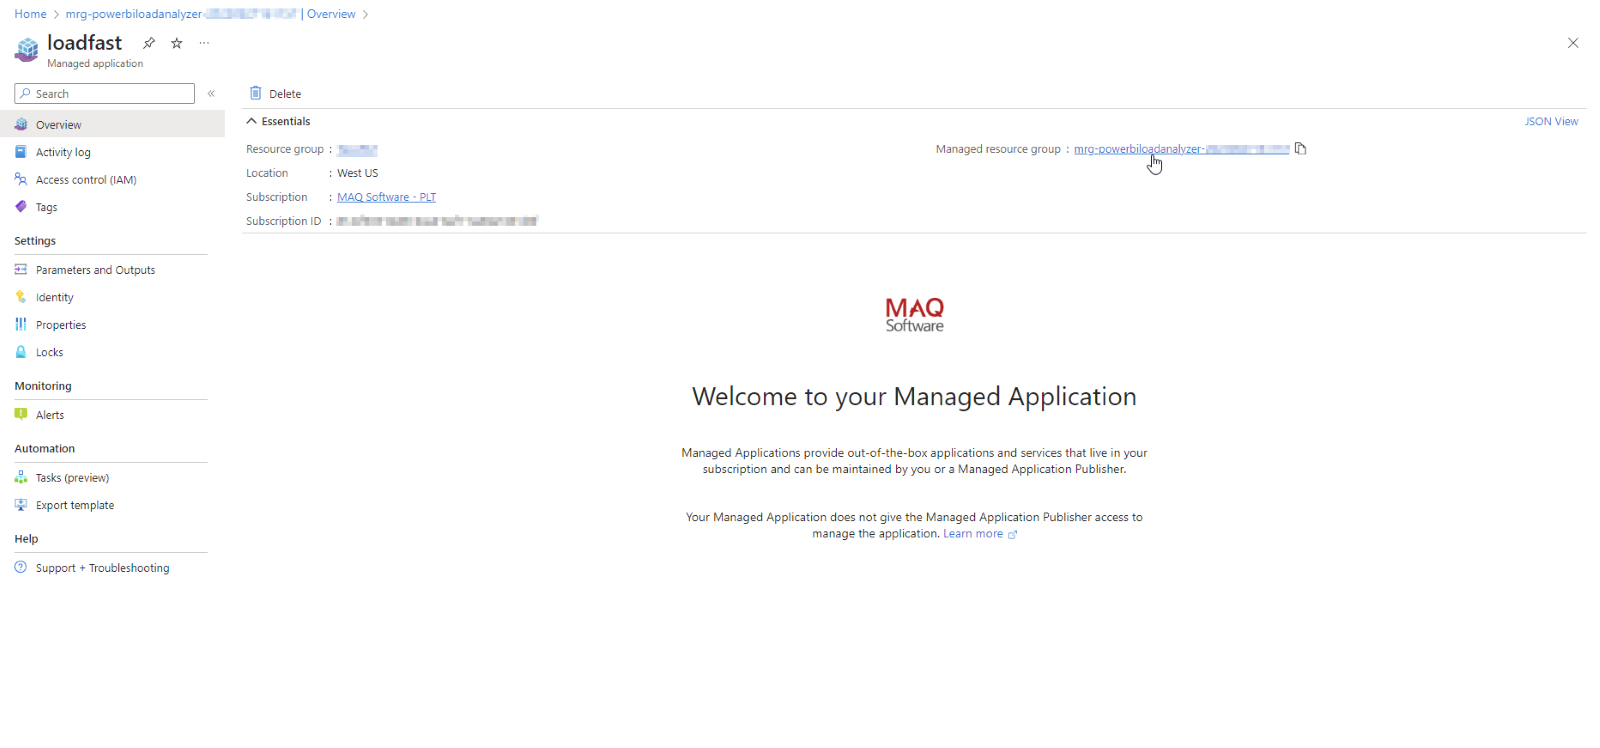 Home > mrg-powerbiloadanalyzer- | Overview >
loadfast
Managed application
Search
Overview
Activity log
Access control (IAM)
Tags
Settings
Parameters and Outputs
Identity
Properties
Locks
Monitoring
Alerts
Automation
Tasks (preview)
Export template
Help
Support + Troubleshooting
Delete
Essentials
JSON View
Resource group :
Location : West US
Subscription : MAQ Software - PLT
Subscription ID :
Managed resource group : mrg-powerbiloadanalyzer-
MAQ
Software
Welcome to your Managed Application
Managed Applications provide out-of-the-box applications and services that live in your
subscription and can be maintained by you or a Managed Application Publisher.
Your Managed Application does not give the Managed Application Publisher access to
manage the application. Learn more